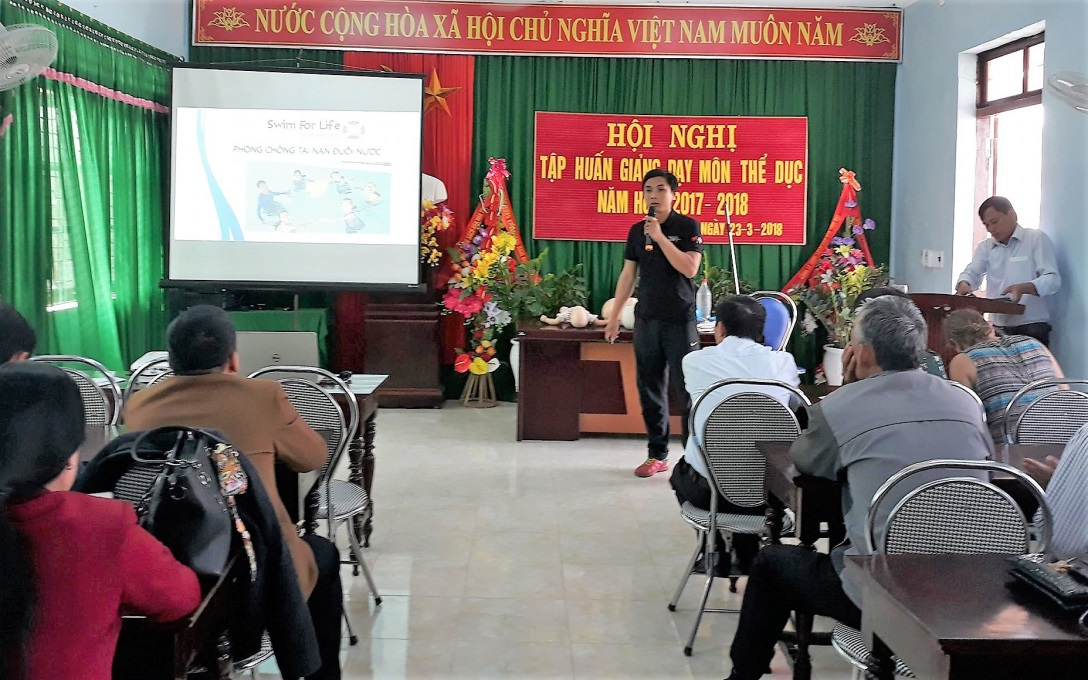 NƯỚC CỘNG HÒA XÃ HỘI CHỦ NGHĨA VIỆT NAM MUÔN NĂM
Swim For Life
PHÒNG CHỐNG TAI NẠN ĐUỐI NƯỚC
HỘI NGHỊ
TẬP HUẤN GIẢNG DẠY MÔN THỂ DỤC
NĂM HỌC 2017-2018
NGÀY 23-3-2018